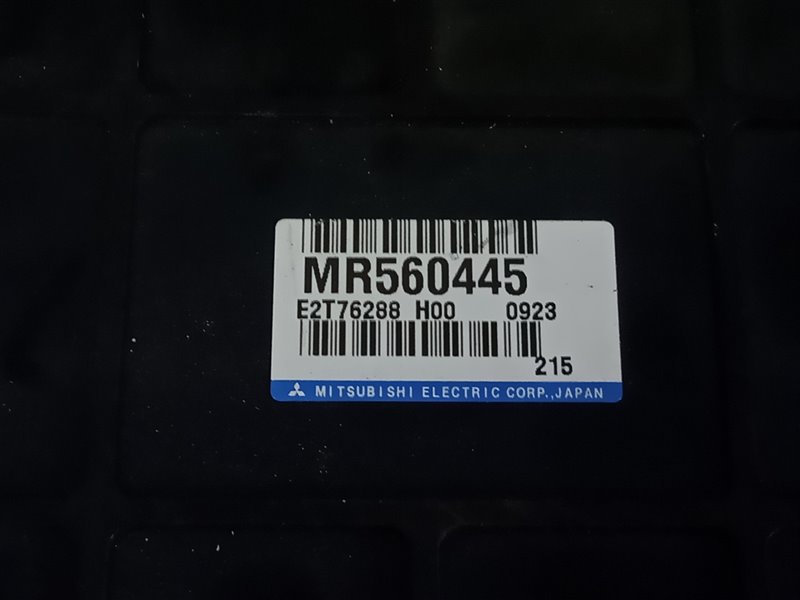 MR560445
E2T76288 H00 0923
215
MITSUBISHI ELECTRIC CORP.,JAPAN